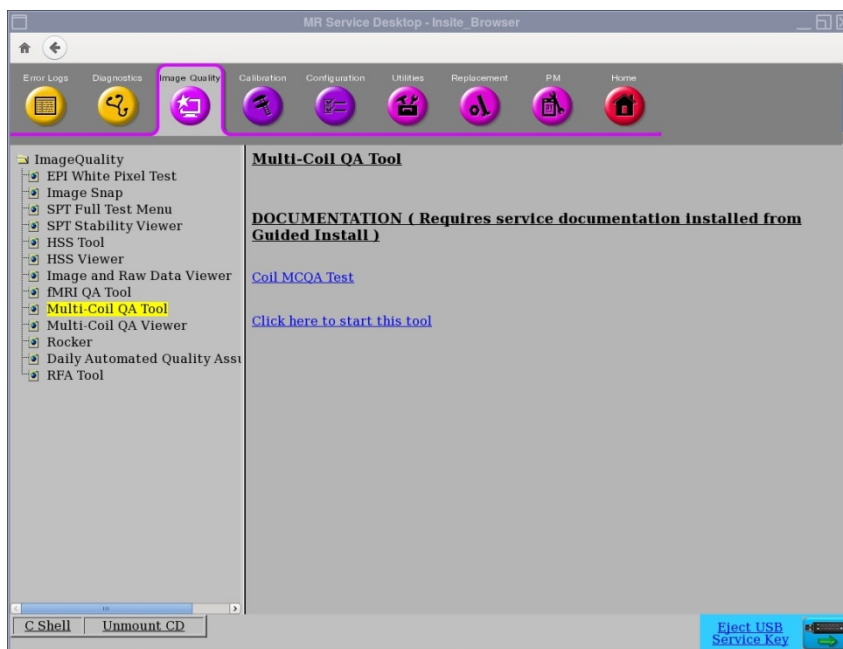 MR Service Desktop - Insite_Browser
Error Logs
Diagnostics
Image Quality
Calibration
Configuration
Utilities
Replacement
PM
Home
ImageQuality
EPI White Pixel Test
Image Snap
SPT Full Test Menu
SPT Stability Viewer
HSS Tool
HSS Viewer
Image and Raw Data Viewer
fMRI QA Tool
Multi-Coil QA Tool
Multi-Coil QA Viewer
Rocker
Daily Automated Quality Assu
RFA Tool
Multi-Coil QA Tool
DOCUMENTATION ( Requires service documentation installed from
Guided Install )
Coil MCQA Test
Click here to start this tool
C Shell
Unmount CD
Eject USB
Service Key